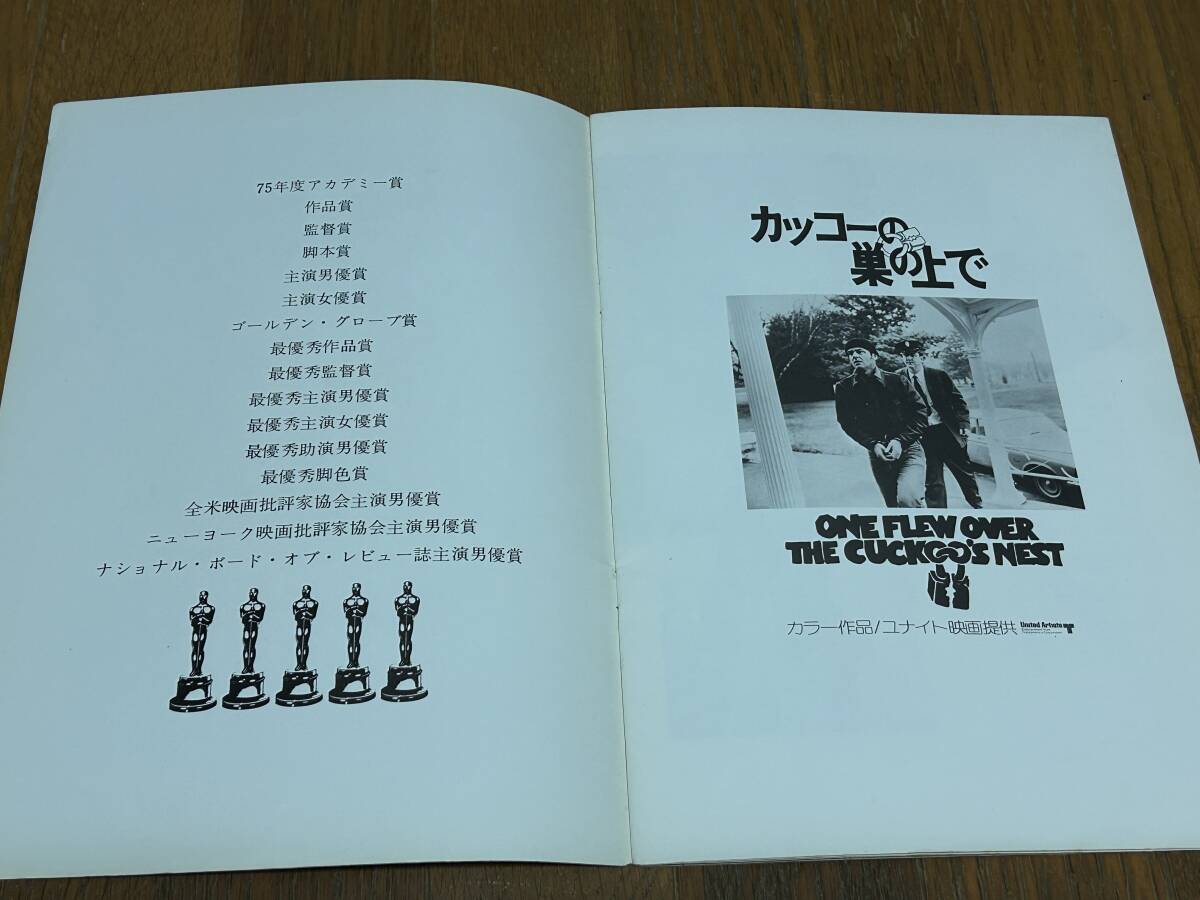 75年度アカデミー賞
作品賞
監督賞
脚本賞
主演男優賞
主演女優賞
ゴールデン・グローブ賞
最優秀作品賞
最優秀監督賞
最優秀主演男優賞
最優秀主演女優賞
最優秀助演男優賞
最優秀脚色賞
全米映画批評家協会主演男優賞
ニューヨーク映画批評家協会主演男優賞
ナショナル・ボード・オブ・レビュー誌主演男優賞
カッコーの
巣の上で
ONE FLEW OVER
THE CUCKOO'S NEST
カラー作品/ユナイト映画提供 United Artists